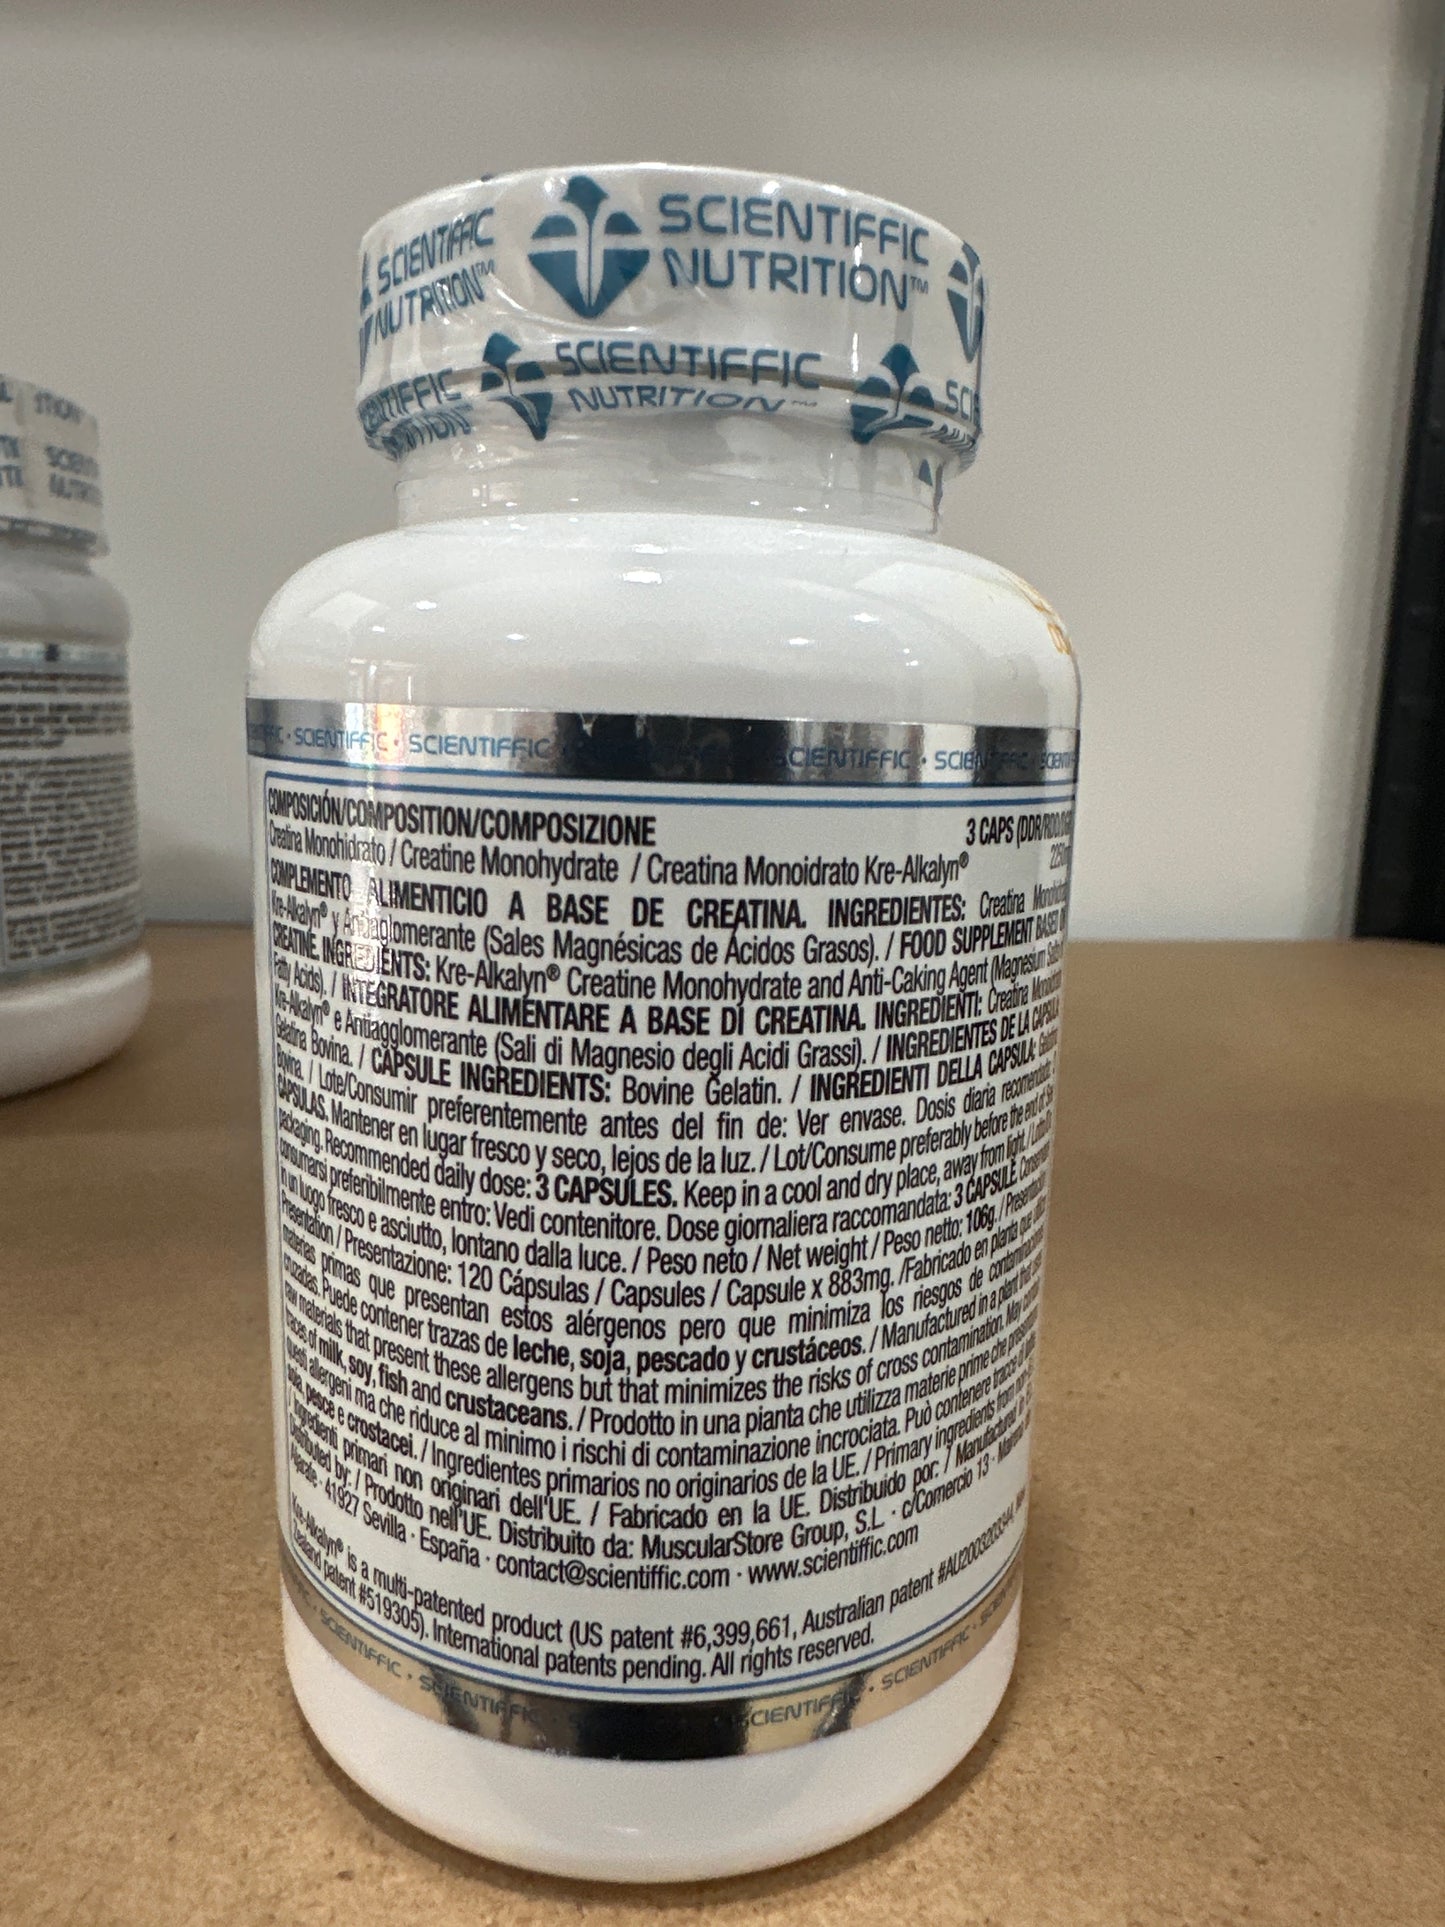 SCIENTIFFIC
NUTRITION™
SCIENTIFFIC
NUTRITION™
SCIENTIFFIC
NUTRITION™
SCIENTIFFIC · SCIENTIFFIC · SCIENTIFFIC · SCIENTIFFIC
COMPOSICIÓN/COMPOSITION/COMPOSIZIONE 3 CAPS
Creatina Monohidrato / Creatine Monohydrate / Creatina Monoidrato Kre-Alkalyn®
COMPLEMENTO ALIMENTICIO A BASE DE CREATINA. INGREDIENTES: Creatina
Kre-Alkalyn® y Antiaglomerante (Sales Magnésicas de Ácidos Grasos). / FOOD SUPPLEMENT BASED
CREATINE. INGREDIENTS: Kre-Alkalyn® Creatine Monohydrate and Anti-Caking Agent (Magnesium
Fatty Acids). / INTEGRATORE ALIMENTARE A BASE DI CREATINA. INGREDIENTI: Creatina
Kre-Alkalyn® e Antiagglomerante (Sali di Magnesio degli Acidi Grassi). / INGREDIENTES DE LA CÁPSULA:
Gelatina Bovina. / CAPSULE INGREDIENTS: Bovine Gelatin. / INGREDIENTI DELLA CAPSULA:
Bovina. / Lote/Consumir preferentemente antes del fin de: Ver envase. Dosis diaria recomendada: 3
CAPSULAS. Mantener en lugar fresco y seco, lejos de la luz. / Lot/Consume preferably before the end of:
packaging. Recommended daily dose: 3 CAPSULES. Keep in a cool and dry place, away from light. /
consumarsi preferibilmente entro: Vedi contenitore. Dose giornaliera raccomandata: 3 CAPSULE.
in un luogo fresco e asciutto, lontano dalla luce. / Peso neto / Net weight / Peso netto: 106g. /
Presentation / Presentazione: 120 Cápsulas / Capsules / Capsule x 883mg. /Fabricado en planta que
materias primas que presentan estos alérgenos pero que minimiza los riesgos de
cruzadas. Puede contener trazas de leche, soja, pescado y crustáceos. / Manufactured in a plant that
raw materials that present these allergens but that minimizes the risks of cross contamination. May
traces of milk, soy, fish and crustaceans. / Prodotto in una pianta che utilizza materie prime che
questi allergeni ma che riduce al minimo i rischi di contaminazione incrociata. Può contenere tracce di
soia, pesce e crostacei. / Ingredientes primarios no originarios de la UE. / Primary ingredients from
/ Ingredienti primari non originari dell'UE. / Fabricado en la UE. Distribuido por: / Manufactured in
Distributed by: / Prodotto nell'UE. Distribuito da: MuscularStore Group, S.L. · c/Comercio 13 ·
Aljarafe · 41927 Sevilla · España · contact@scientiffic.com · www.scientiffic.com
Kre-Alkalyn® is a multi-patented product (US patent #6,399,661, Australian patent #AU2003203344,
Zealand patent #519305). International patents pending. All rights reserved.
SCIENTIFFIC · SCIENTIFFIC · SCIENTIFFIC · SCIENTIFFIC